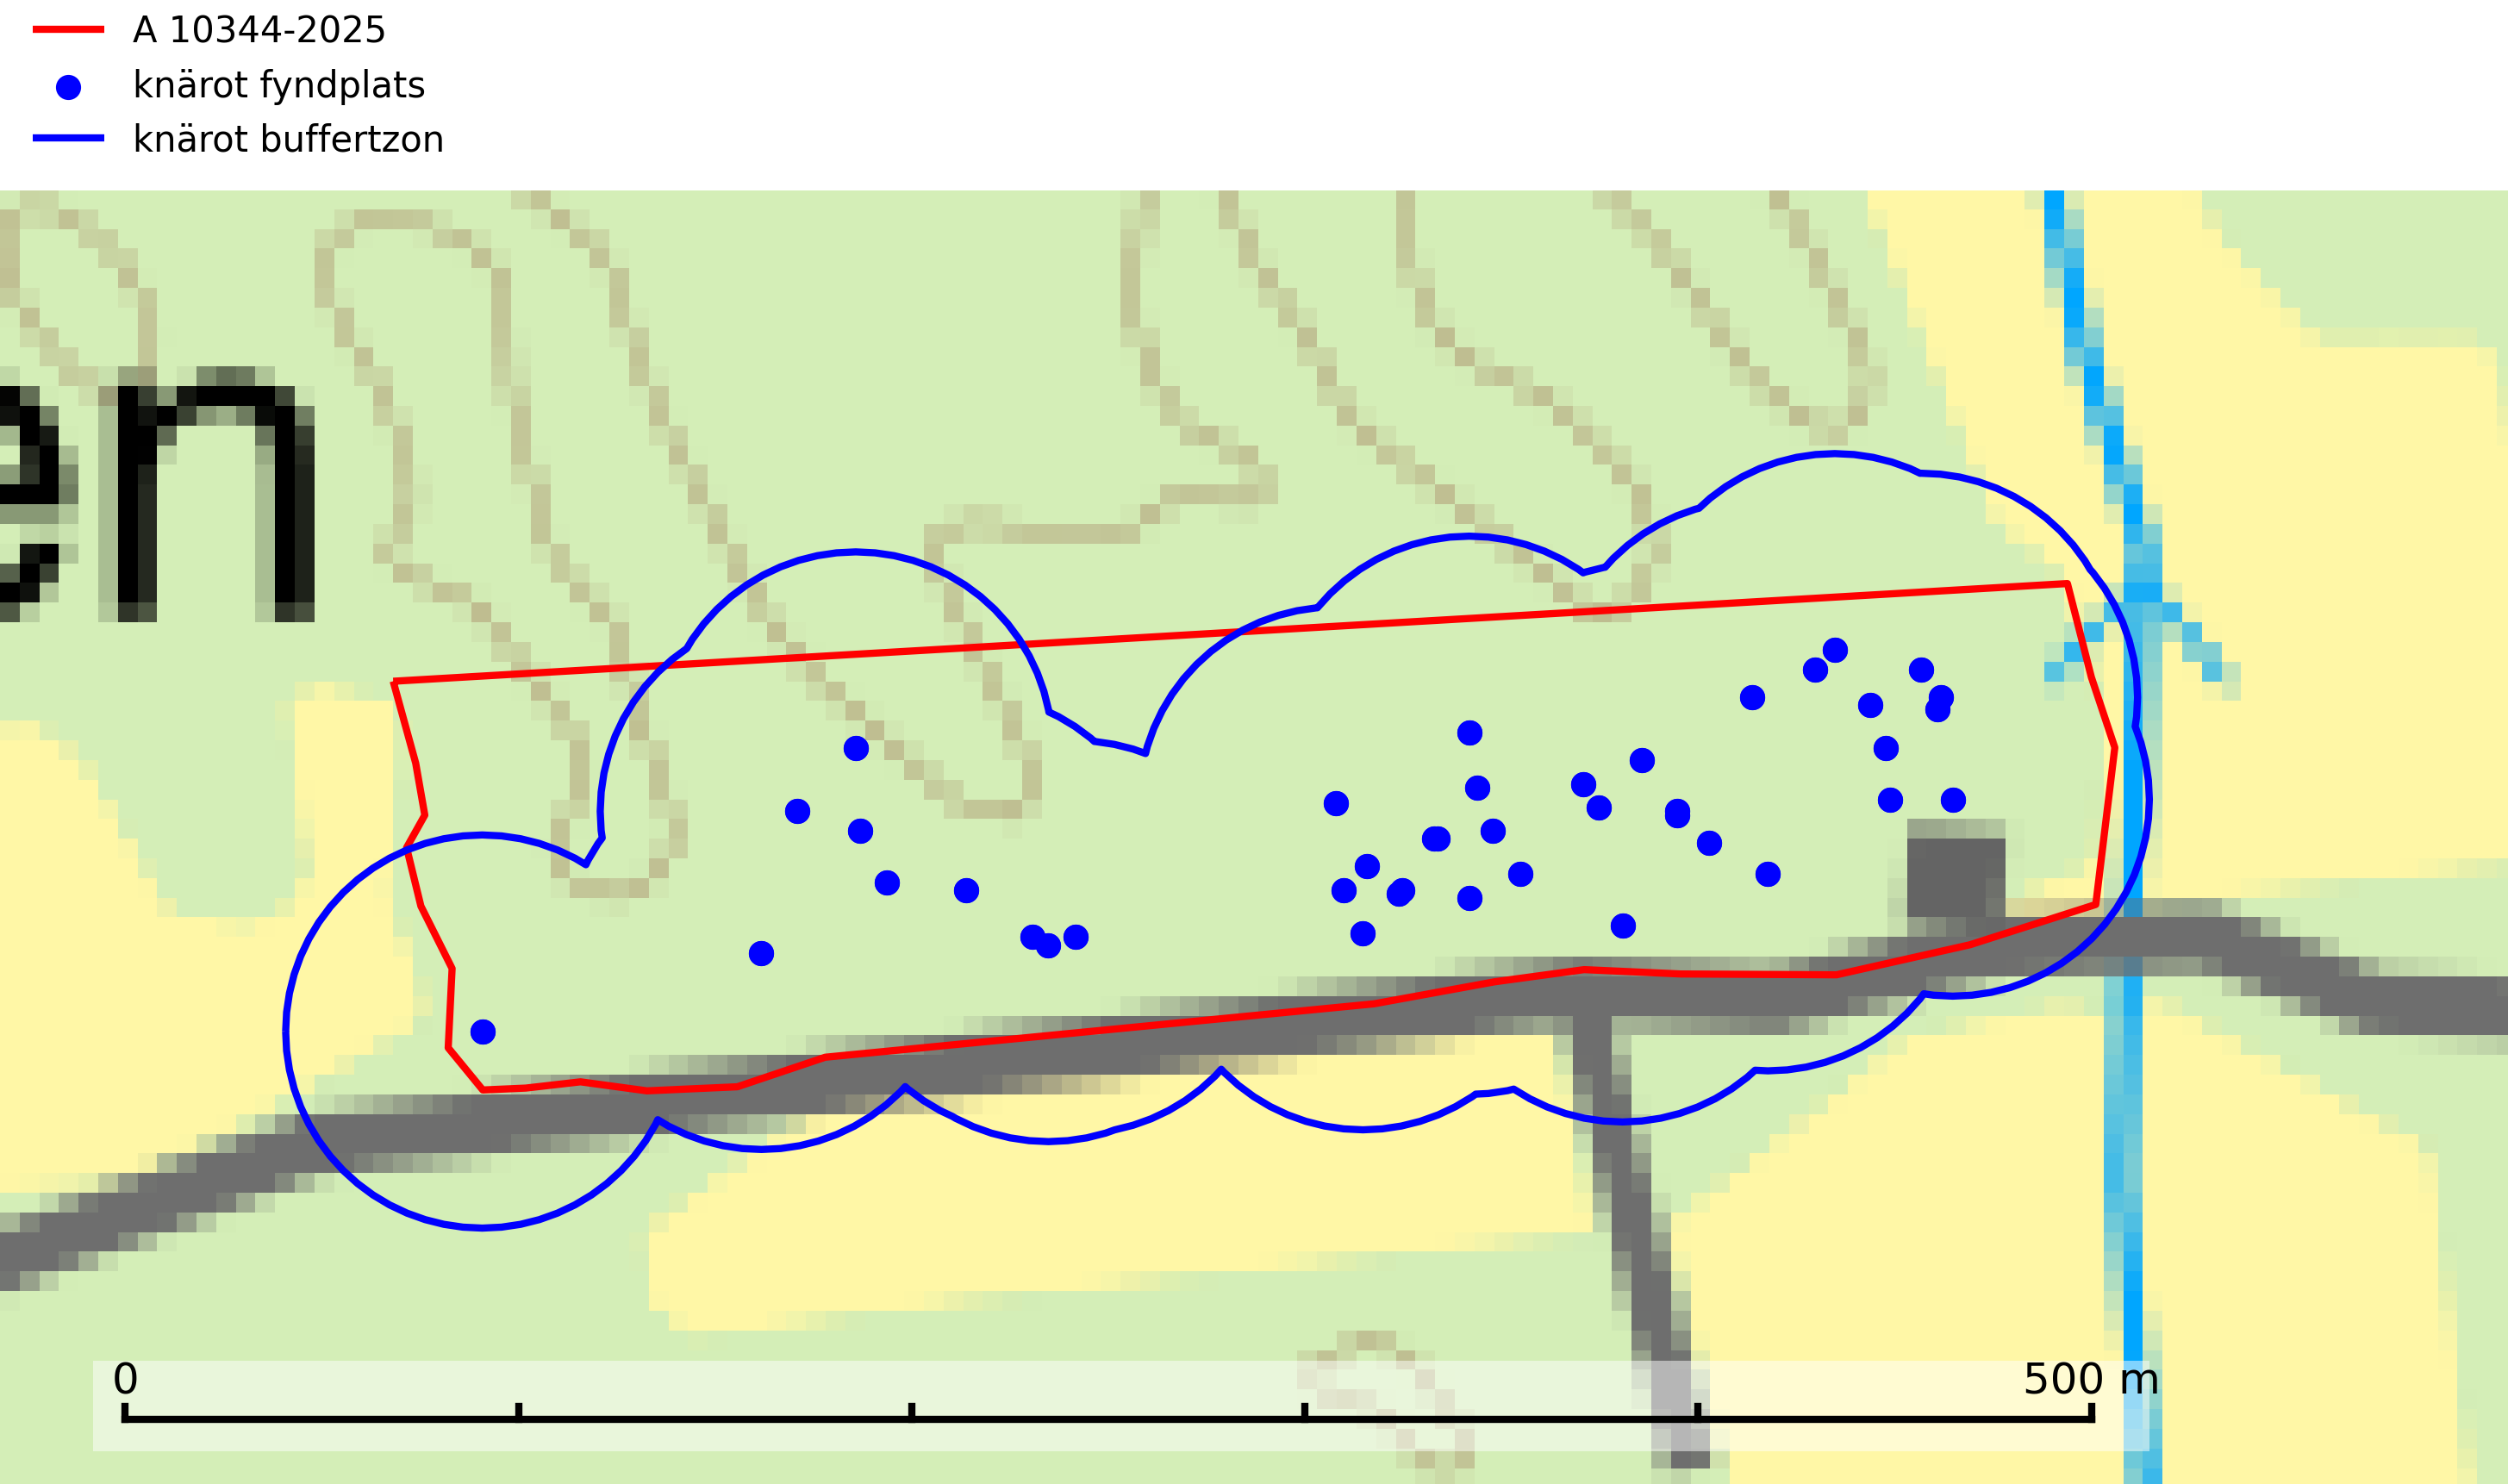 A 10344-2025
knärot fyndplats
knärot buffertzon
n
0 500 m